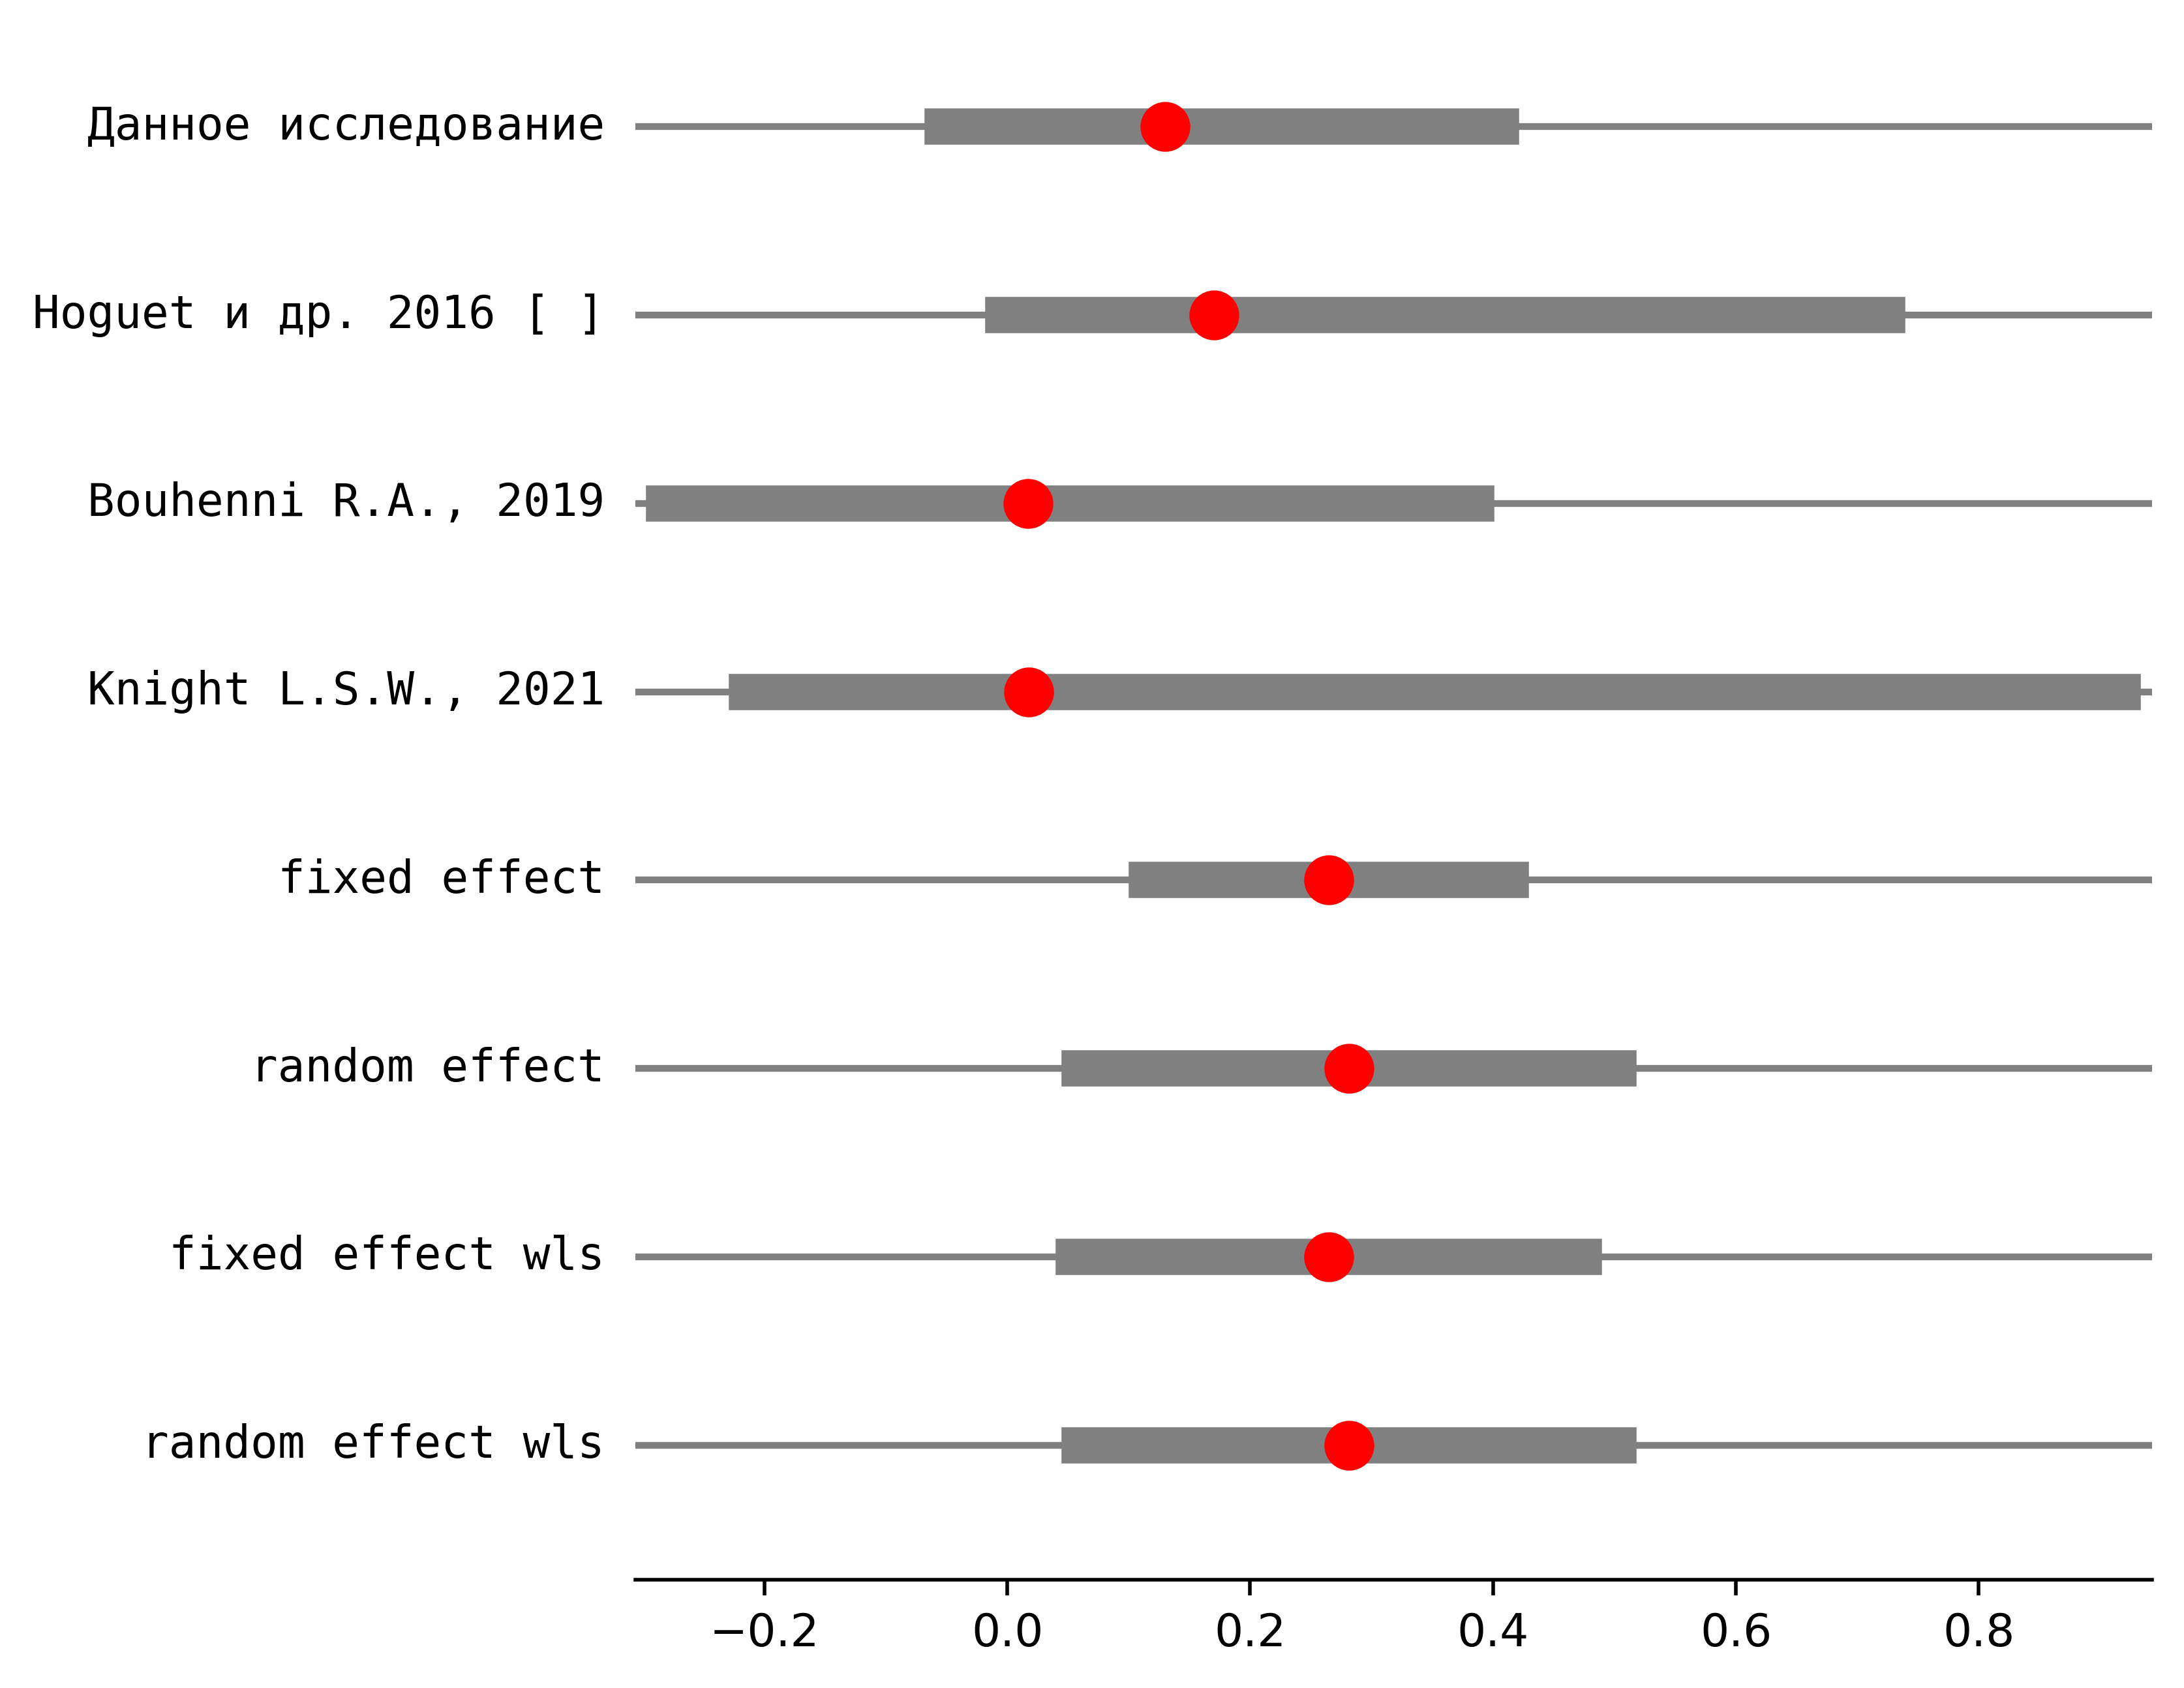 Данное исследование
Hoguet и др. 2016 [ ]
Bouhenni R.A., 2019
Knight L.S.W., 2021
fixed effect
random effect
fixed effect wls
random effect wls
−0.2 0.0 0.2 0.4 0.6 0.8